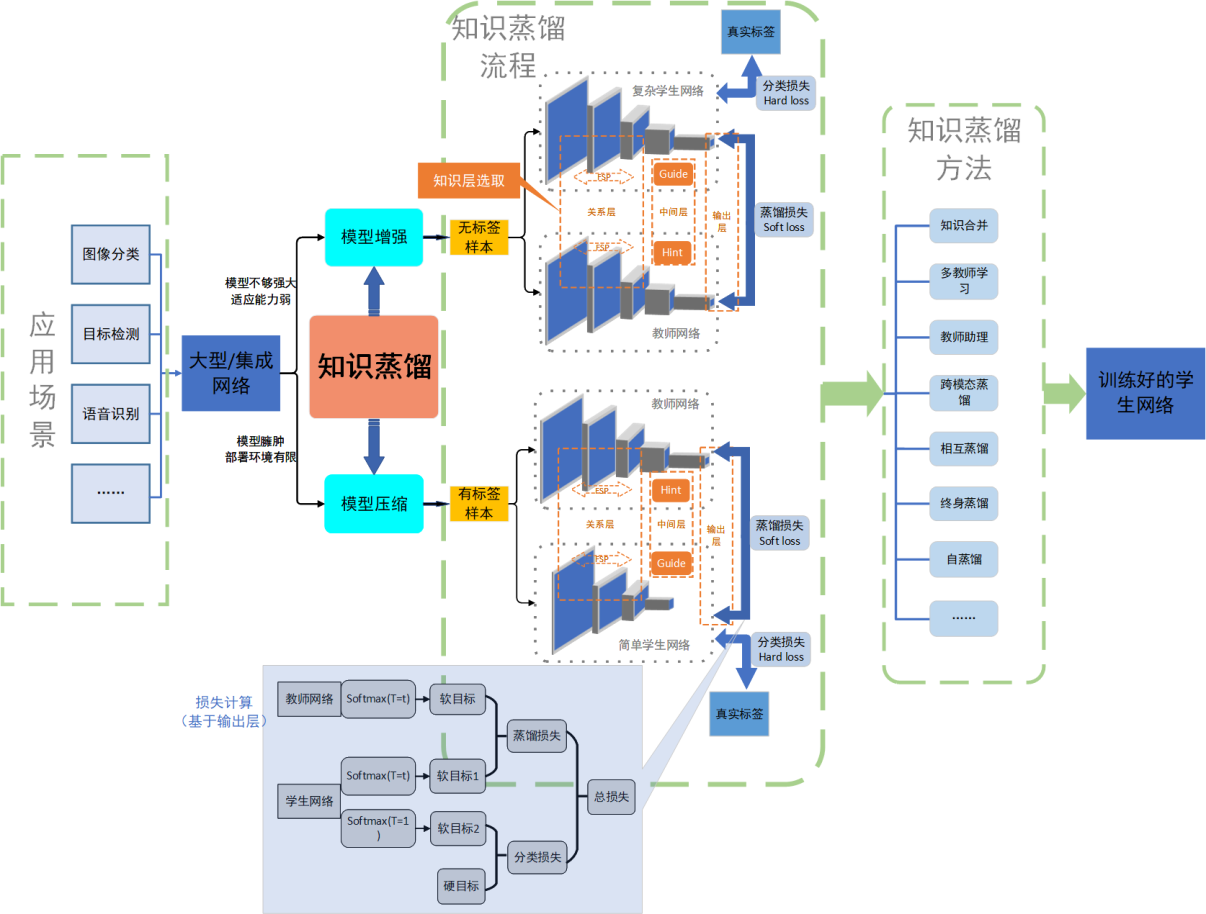 应
用
场
景
图像分类
目标检测
语音识别
……
大型/集成
网络
模型不够强大
适应能力弱
模型臃肿
部署环境有限
模型增强
知识蒸馏
模型压缩
知识蒸馏
流程
知识层选取
无标签
样本
有标签
样本
真实标签
分类损失
Hard loss
复杂学生网络
FSP
Guide
关系层
中间层
输出
层
蒸馏损失
Soft loss
FSP
Hint
教师网络
教师网络
FSP
Hint
关系层
中间层
输出
层
蒸馏损失
Soft loss
FSP
Guide
简单学生网络
分类损失
Hard loss
真实标签
损失计算
（基于输出层）
教师网络
Softmax(T=t)
软目标
蒸馏损失
学生网络
Softmax(T=t)
软目标1
Softmax(T=1
)
软目标2
硬目标
分类损失
总损失
知识蒸馏
方法
知识合并
多教师学
习
教师助理
跨模态蒸
馏
相互蒸馏
终身蒸馏
自蒸馏
……
训练好的学
生网络